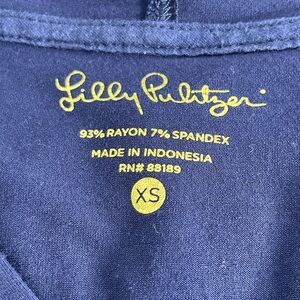 Lilly Pulitzer
93% RAYON 7% SPANDEX
MADE IN INDONESIA
RN# 88189
XS